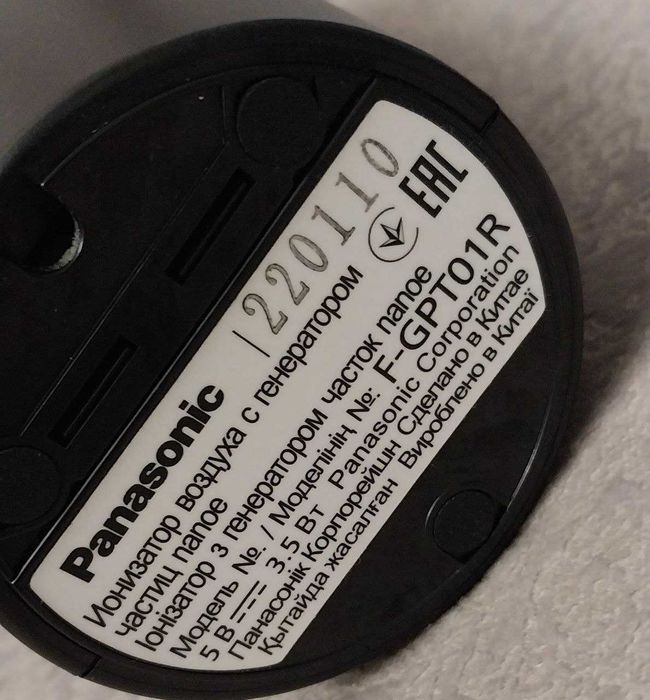 Panasonic
/220110
EAC
Ионизатор воздуха с генератором
частиц nanoe
Іонізатор з генератором часток nanoe
Модель №. / Моделінің №: F-GPT01R
5 В 3.5 Вт Panasonic Corporation
Панасонік Корпорейшн Сделано в Китае
Қытайда жасалған Вироблено в Китаї